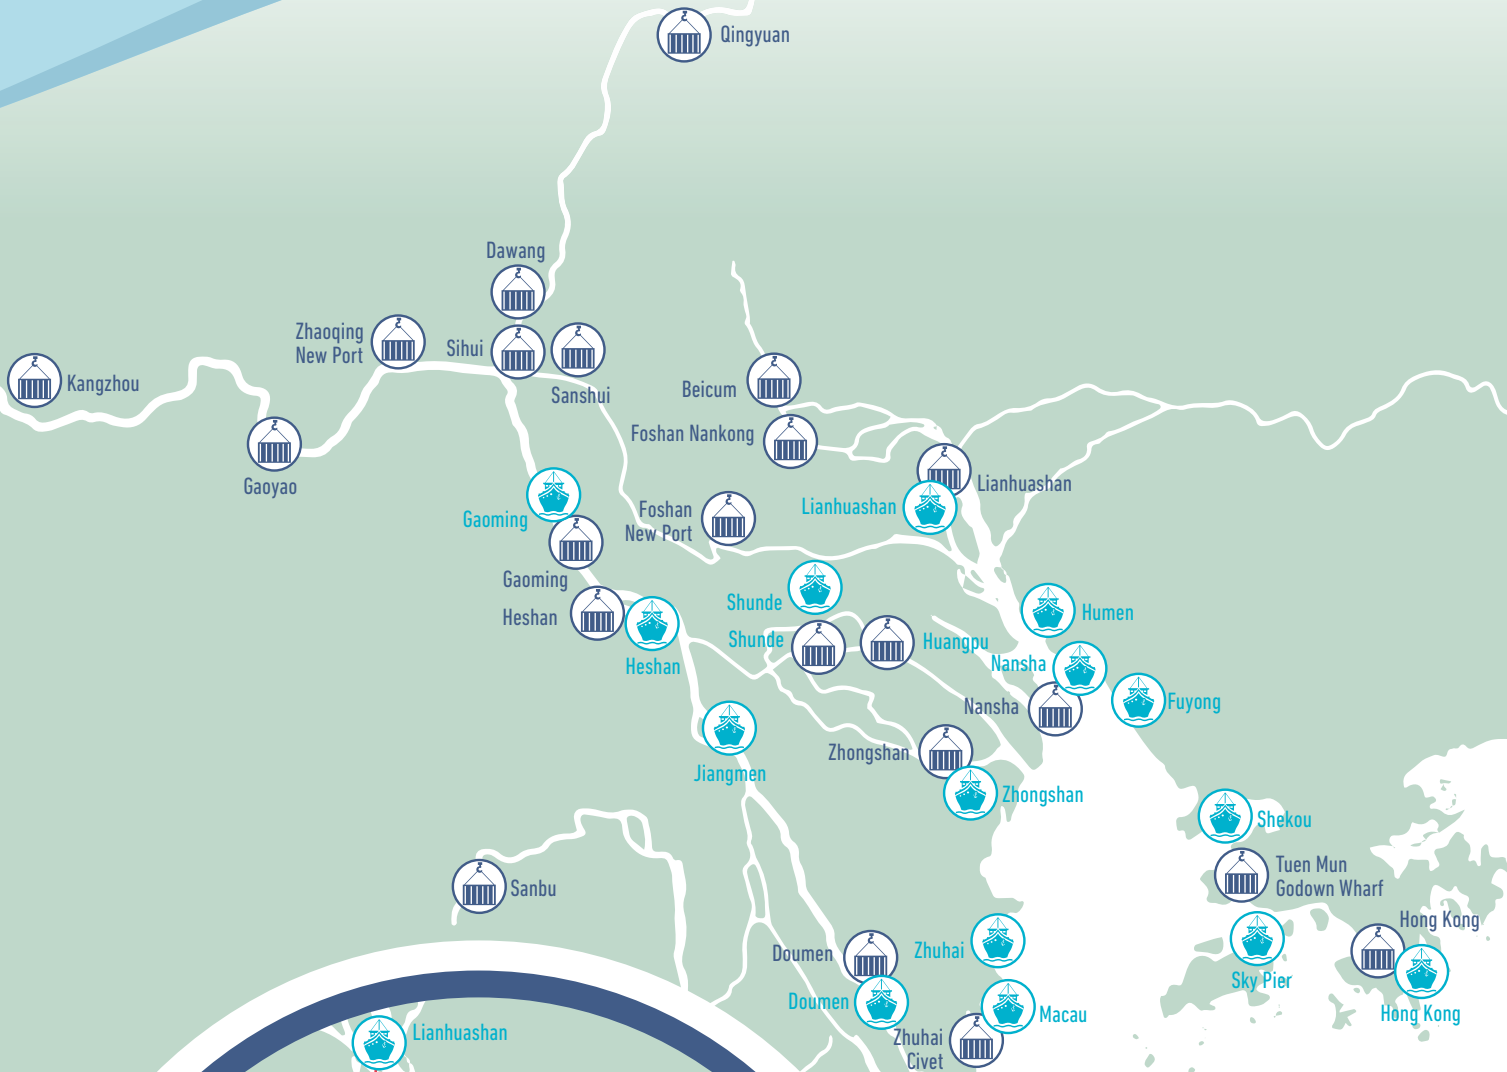 Qingyuan
Dawang
Zhaoqing
New Port
Sihui
Sanshui
Kangzhou
Beicum
Foshan Nankong
Gaoyao
Lianhuashan
Lianhuashan
Gaoming
Foshan
New Port
Gaoming
Heshan
Shunde
Shunde
Humen
Huangpu
Nansha
Heshan
Nansha
Fuyong
Zhongshan
Jiangmen
Zhongshan
Shekou
Tuen Mun
Godown Wharf
Sanbu
Hong Kong
Doumen
Zhuhai
Sky Pier
Doumen
Macau
Hong Kong
Zhuhai
Civet
Lianhuashan